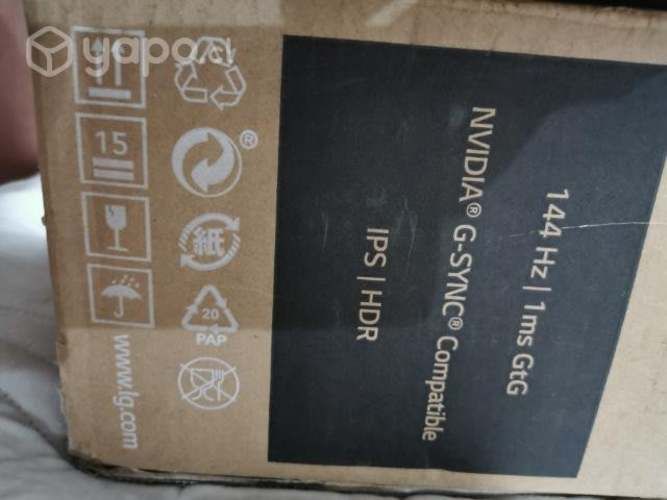 yapo.cl
144 Hz | 1ms GtG
NVIDIA® G-SYNC® Compatible
IPS | HDR
15
®
紙
20
PAP
www.lg.com